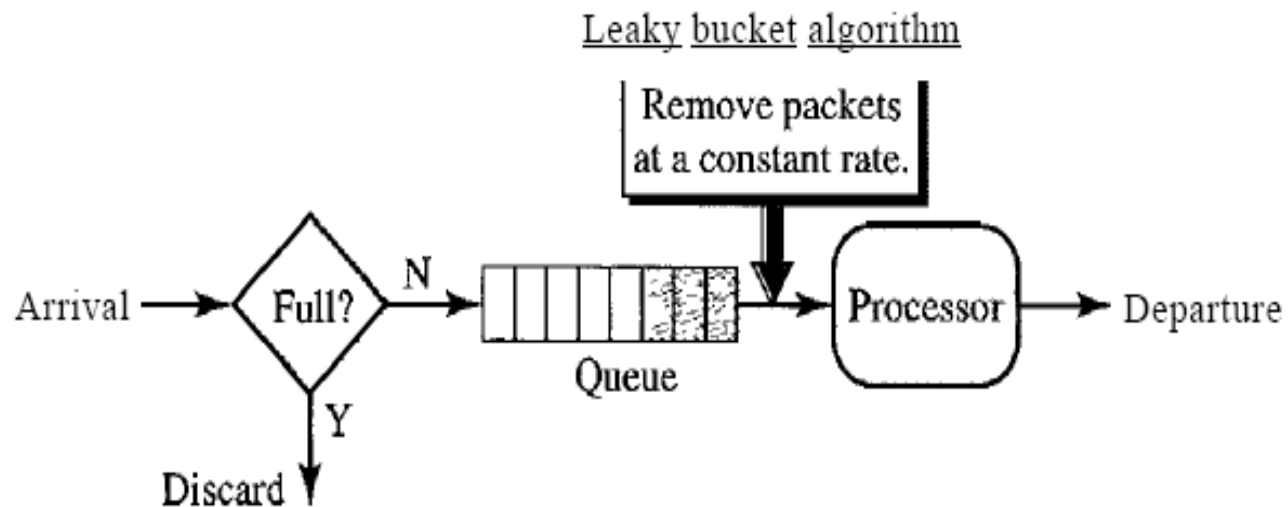 Leaky bucket algorithm
Remove packets
at a constant rate.
Arrival
Full?
N
Y
Discard
Queue
Processor
Departure